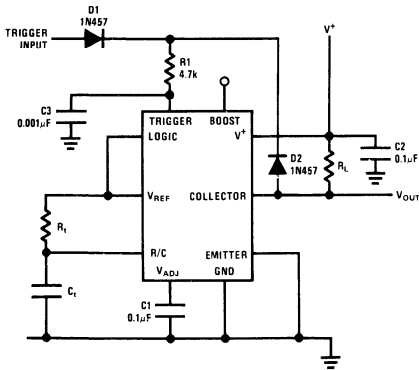 D1
1N457
TRIGGER
INPUT
V+
R1
4.7k
C3
0.001μF
TRIGGER
BOOST
LOGIC
V+
D2
1N457
RL
C2
0.1μF
VREF
COLLECTOR
VOUT
Rt
R/C
EMITTER
VADJ
GND
Ct
C1
0.1μF